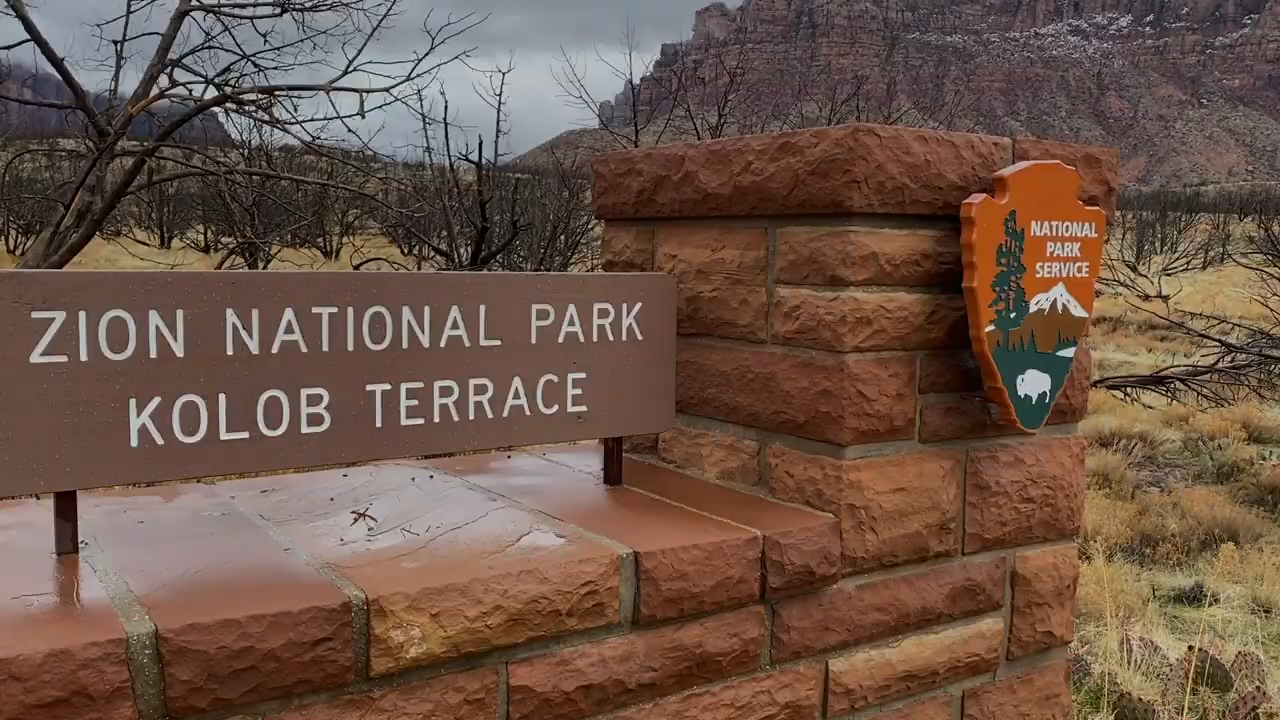 ZION NATIONAL PARK
KOLOB TERRACE
NATIONAL
PARK
SERVICE